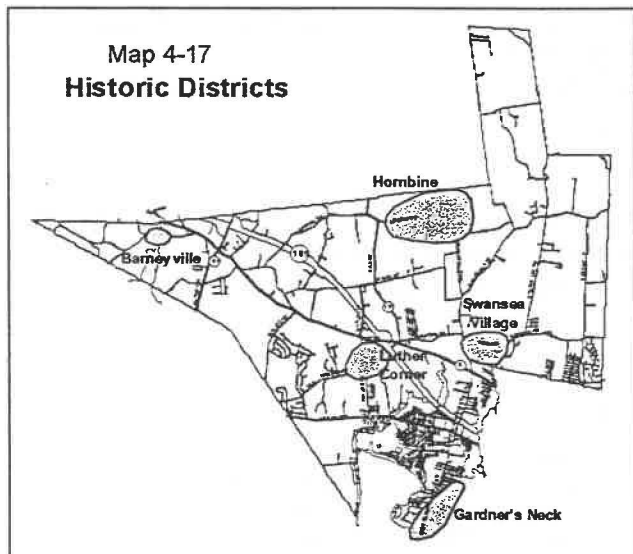 Map 4-17
Historic Districts
Hornbine
Barneyville
Swansea
Village
Luther
Corner
Gardner's Neck